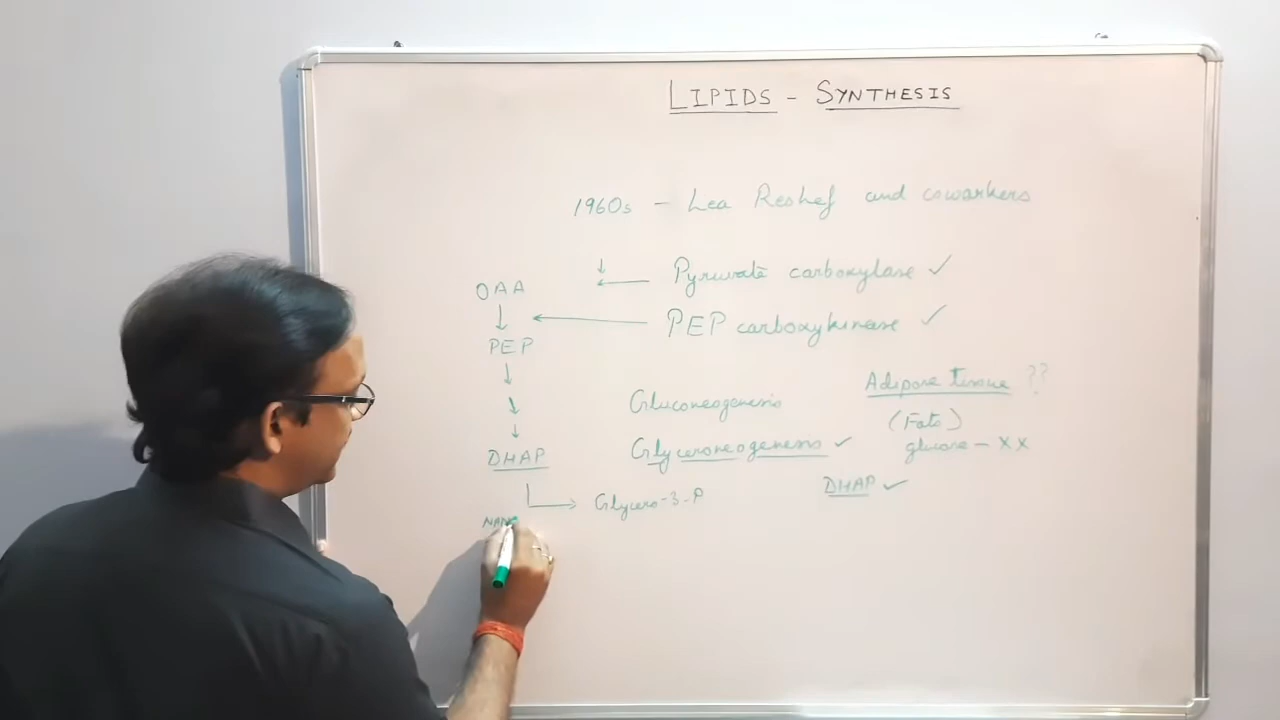 LIPIDS - SYNTHESIS
1960s - Lea Reshef and coworkers
↓
← Pyruvate carboxylase ✓
OAA
↓
← PEP carboxykinase ✓
PEP
↓
↓
↓
Adipose tissue ??
Gluconeogenesis
(Fats)
Glyceroneogenesis ✓
glucose - X X
DHAP
DHAP ✓
Glycero-3-P